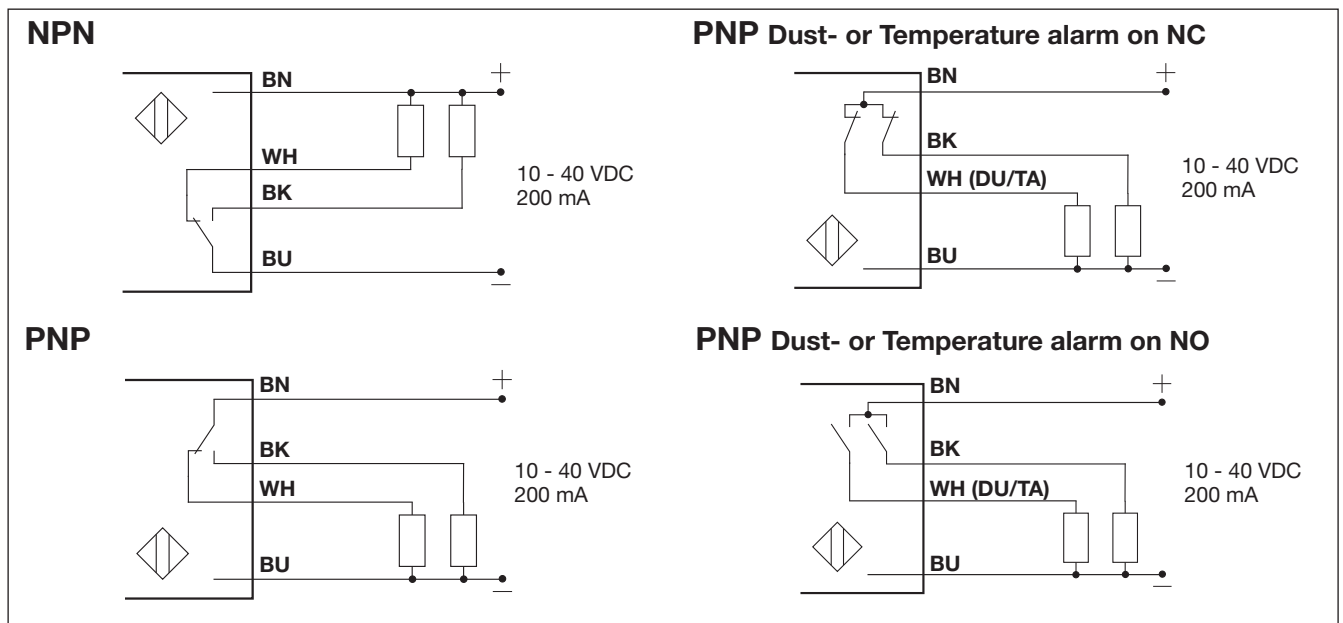 NPN
BN
+
WH
BK
10 - 40 VDC
200 mA
BU
—
PNP Dust- or Temperature alarm on NC
BN
+
BK
WH (DU/TA)
10 - 40 VDC
200 mA
BU
—
PNP
BN
+
BK
WH
10 - 40 VDC
200 mA
BU
—
PNP Dust- or Temperature alarm on NO
BN
+
BK
WH (DU/TA)
10 - 40 VDC
200 mA
BU
—